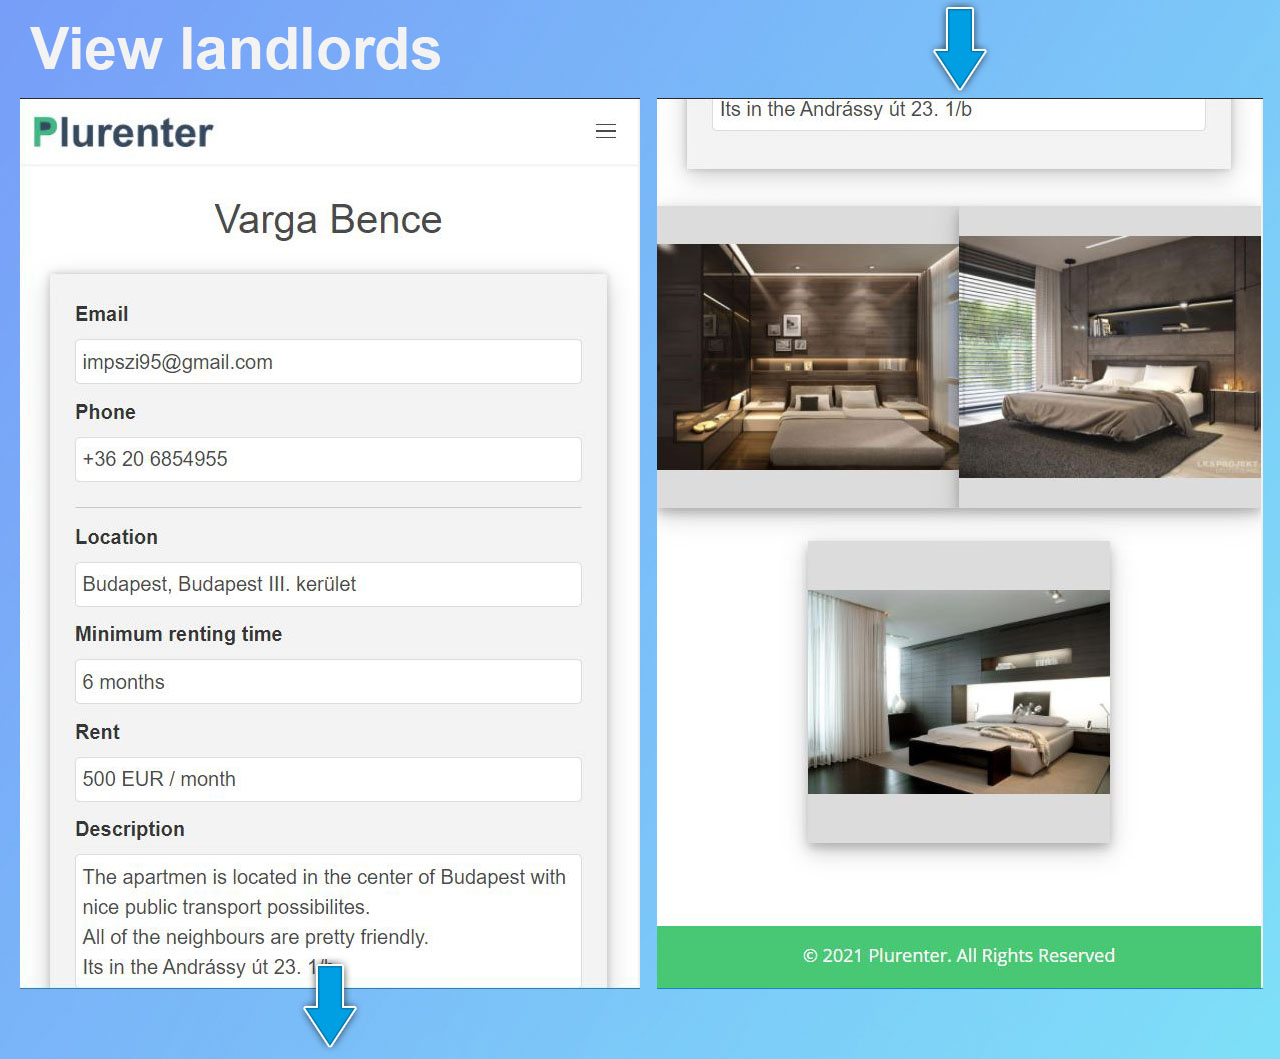 View landlords
Plurenter
Varga Bence
Email
impszi95@gmail.com
Phone
+36 20 6854955
Location
Budapest, Budapest III. kerület
Minimum renting time
6 months
Rent
500 EUR / month
Description
The apartmen is located in the center of Budapest with
nice public transport possibilites.
All of the neighbours are pretty friendly.
Its in the Andrássy út 23. 1/b
Its in the Andrássy út 23. 1/b
© 2021 Plurenter. All Rights Reserved